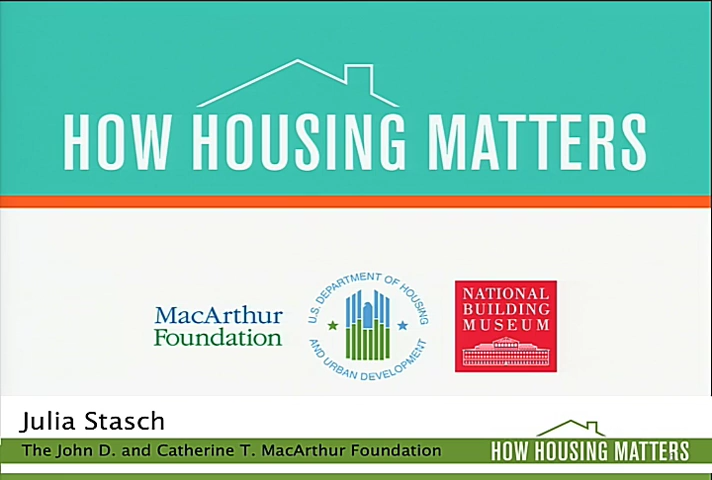 HOW HOUSING MATTERS
MacArthur
Foundation
U.S. DEPARTMENT OF HOUSING
AND URBAN DEVELOPMENT
NATIONAL
BUILDING
MUSEUM
Julia Stasch
The John D. and Catherine T. MacArthur Foundation
HOW HOUSING MATTERS